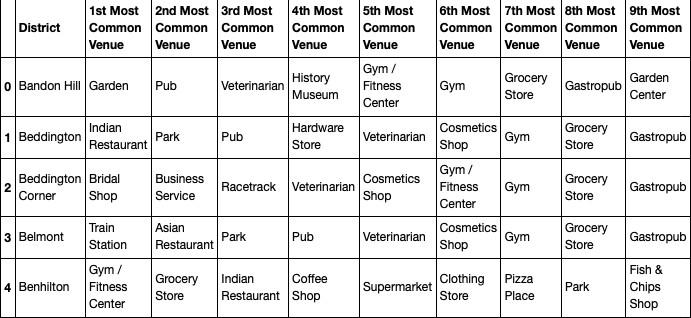 District 1st Most Common Venue 2nd Most Common Venue 3rd Most Common Venue 4th Most Common Venue 5th Most Common Venue 6th Most Common Venue 7th Most Common Venue 8th Most Common Venue 9th Most Common Venue
0 Bandon Hill Garden Pub Veterinarian History Museum Gym / Fitness Center Gym Grocery Store Gastropub Garden Center
1 Beddington Indian Restaurant Park Pub Hardware Store Veterinarian Cosmetics Shop Gym Grocery Store Gastropub
2 Beddington Corner Bridal Shop Business Service Racetrack Veterinarian Cosmetics Shop Gym / Fitness Center Gym Grocery Store Gastropub
3 Belmont Train Station Asian Restaurant Park Pub Veterinarian Cosmetics Shop Gym Grocery Store Gastropub
4 Benhilton Gym / Fitness Center Grocery Store Indian Restaurant Coffee Shop Supermarket Clothing Store Pizza Place Park Fish & Chips Shop